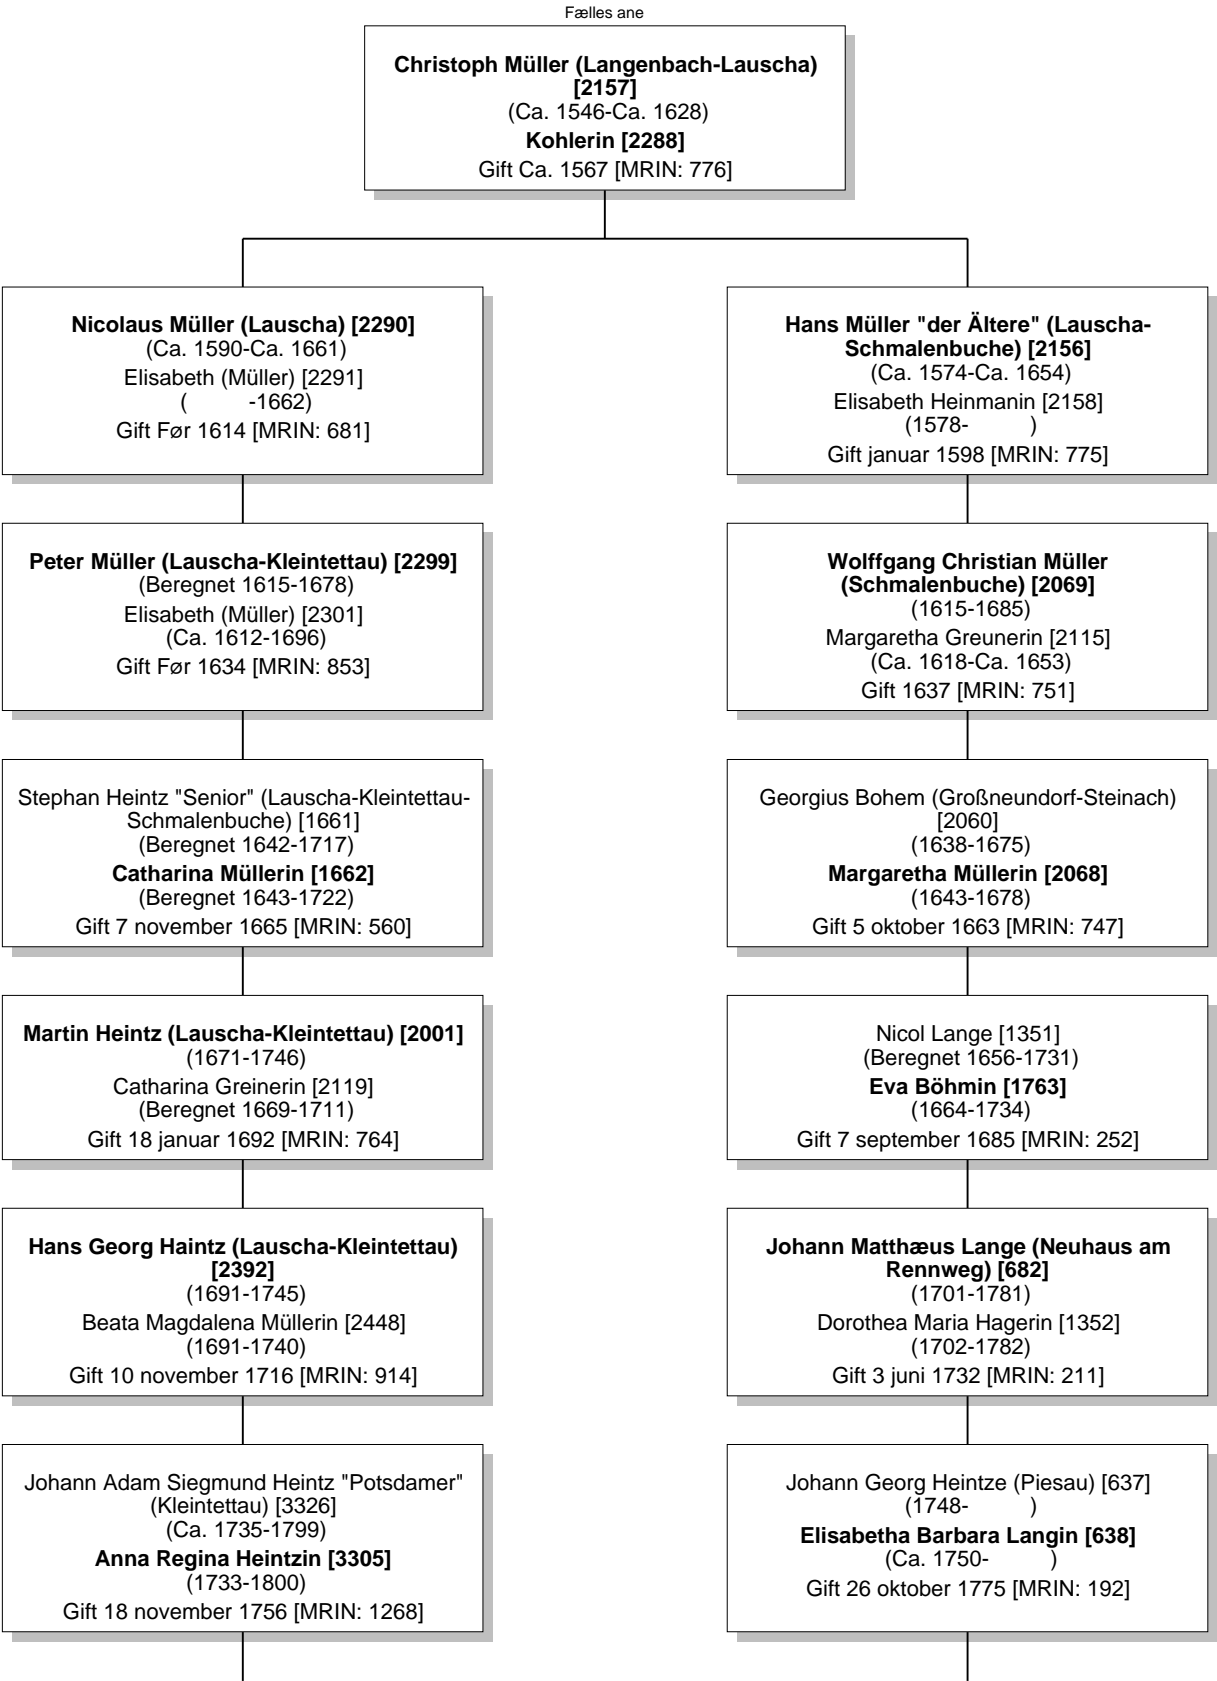 Fælles ane
Christoph Müller (Langenbach-Lauscha)
[2157]
(Ca. 1546-Ca. 1628)
Kohlerin [2288]
Gift Ca. 1567 [MRIN: 776]
Nicolaus Müller (Lauscha) [2290]
(Ca. 1590-Ca. 1661)
Elisabeth (Müller) [2291]
( -1662)
Gift Før 1614 [MRIN: 681]
Hans Müller "der Ältere" (Lauscha-
Schmalenbuche) [2156]
(Ca. 1574-Ca. 1654)
Elisabeth Heinmanin [2158]
(1578- )
Gift januar 1598 [MRIN: 775]
Peter Müller (Lauscha-Kleintettau) [2299]
(Beregnet 1615-1678)
Elisabeth (Müller) [2301]
(Ca. 1612-1696)
Gift Før 1634 [MRIN: 853]
Wolffgang Christian Müller
(Schmalenbuche) [2069]
(1615-1685)
Margaretha Greunerin [2115]
(Ca. 1618-Ca. 1653)
Gift 1637 [MRIN: 751]
Stephan Heintz "Senior" (Lauscha-Kleintettau-
Schmalenbuche) [1661]
(Beregnet 1642-1717)
Catharina Müllerin [1662]
(Beregnet 1643-1722)
Gift 7 november 1665 [MRIN: 560]
Georgius Bohem (Großneundorf-Steinach)
[2060]
(1638-1675)
Margaretha Müllerin [2068]
(1643-1678)
Gift 5 oktober 1663 [MRIN: 747]
Martin Heintz (Lauscha-Kleintettau) [2001]
(1671-1746)
Catharina Greinerin [2119]
(Beregnet 1669-1711)
Gift 18 januar 1692 [MRIN: 764]
Nicol Lange [1351]
(Beregnet 1656-1731)
Eva Böhmin [1763]
(1664-1734)
Gift 7 september 1685 [MRIN: 252]
Hans Georg Haintz (Lauscha-Kleintettau)
[2392]
(1691-1745)
Beata Magdalena Müllerin [2448]
(1691-1740)
Gift 10 november 1716 [MRIN: 914]
Johann Matthæus Lange (Neuhaus am
Rennweg) [682]
(1701-1781)
Dorothea Maria Hagerin [1352]
(1702-1782)
Gift 3 juni 1732 [MRIN: 211]
Johann Adam Siegmund Heintz "Potsdamer"
(Kleintettau) [3326]
(Ca. 1735-1799)
Anna Regina Heintzin [3305]
(1733-1800)
Gift 18 november 1756 [MRIN: 1268]
Johann Georg Heintze (Piesau) [637]
(1748- )
Elisabetha Barbara Langin [638]
(Ca. 1750- )
Gift 26 oktober 1775 [MRIN: 192]